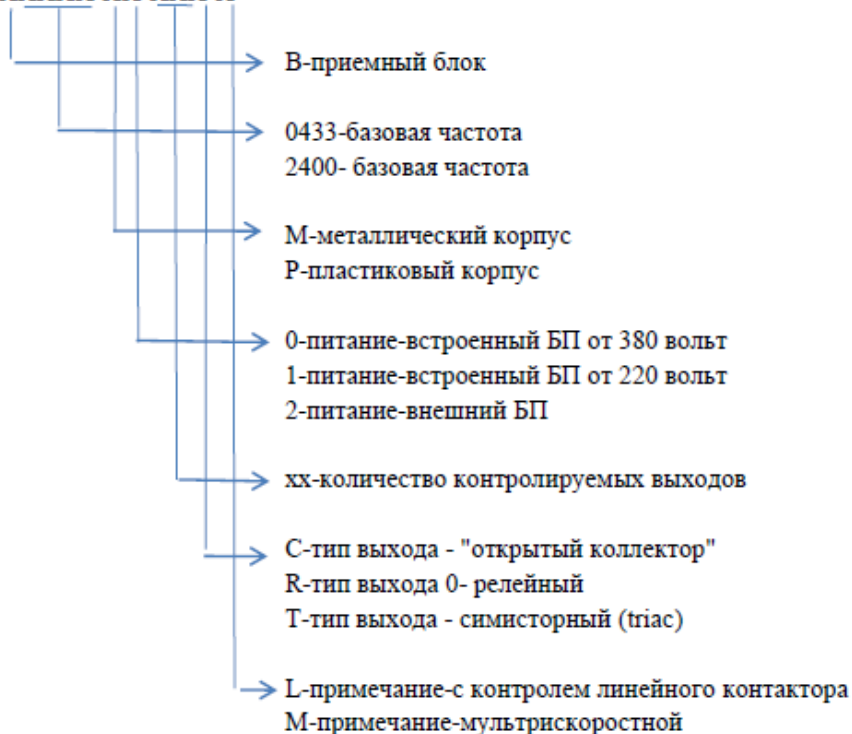 В-приемный блок
0433-базовая частота
2400- базовая частота
М-металлический корпус
Р-пластиковый корпус
0-питание-встроенный БП от 380 вольт
1-питание-встроенный БП от 220 вольт
2-питание-внешний БП
хх-количество контролируемых выходов
С-тип выхода - "открытый коллектор"
R-тип выхода 0- релейный
Т-тип выхода - симисторный (triac)
L-примечание-с контролем линейного контактора
М-примечание-мультрискоростной